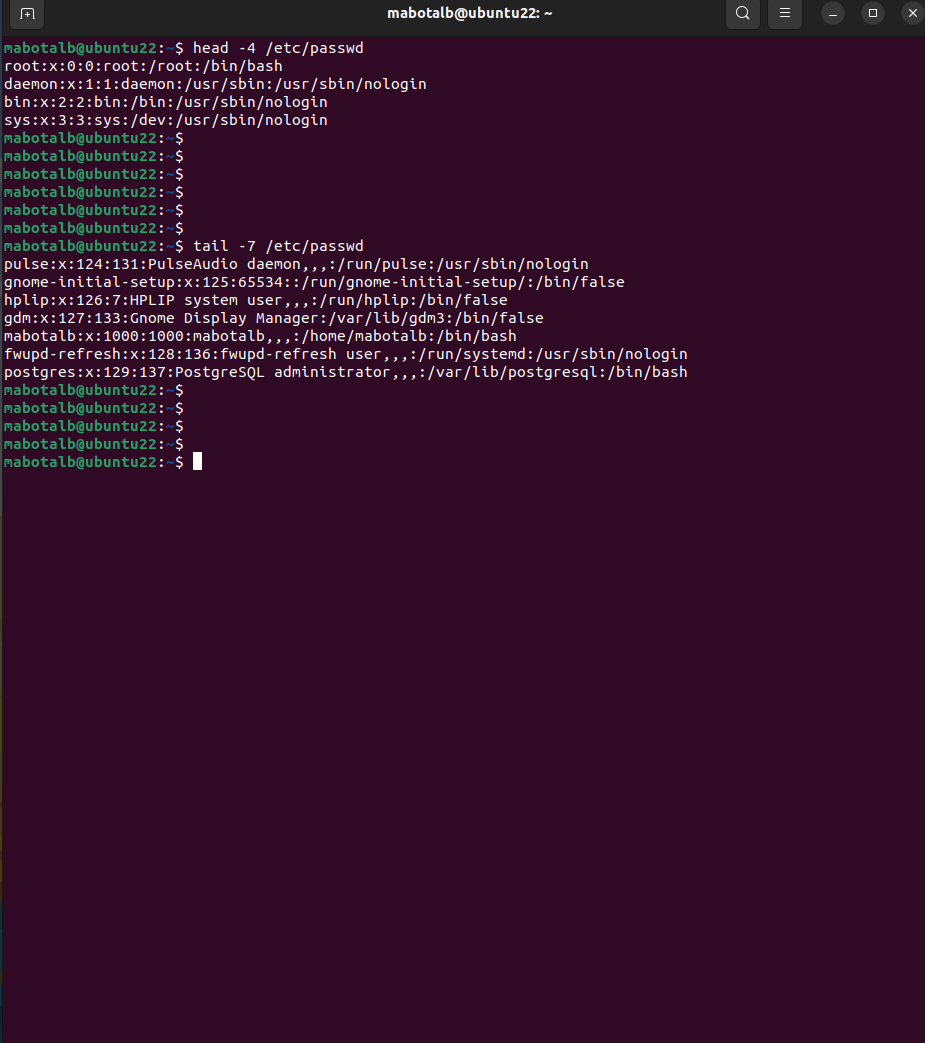 mabotalb@ubuntu22: ~
mabotalb@ubuntu22:~$ head -4 /etc/passwd
root:x:0:0:root:/root:/bin/bash
daemon:x:1:1:daemon:/usr/sbin:/usr/sbin/nologin
bin:x:2:2:bin:/bin:/usr/sbin/nologin
sys:x:3:3:sys:/dev:/usr/sbin/nologin
mabotalb@ubuntu22:~$
mabotalb@ubuntu22:~$
mabotalb@ubuntu22:~$
mabotalb@ubuntu22:~$
mabotalb@ubuntu22:~$
mabotalb@ubuntu22:~$
mabotalb@ubuntu22:~$ tail -7 /etc/passwd
pulse:x:124:131:PulseAudio daemon,,,:/run/pulse:/usr/sbin/nologin
gnome-initial-setup:x:125:65534::/run/gnome-initial-setup/:/bin/false
hplip:x:126:7:HPLIP system user,,,:/run/hplip:/bin/false
gdm:x:127:133:Gnome Display Manager:/var/lib/gdm3:/bin/false
mabotalb:x:1000:1000:mabotalb,,,:/home/mabotalb:/bin/bash
fwupd-refresh:x:128:136:fwupd-refresh user,,,:/run/systemd:/usr/sbin/nologin
postgres:x:129:137:PostgreSQL administrator,,,:/var/lib/postgresql:/bin/bash
mabotalb@ubuntu22:~$
mabotalb@ubuntu22:~$
mabotalb@ubuntu22:~$
mabotalb@ubuntu22:~$
mabotalb@ubuntu22:~$